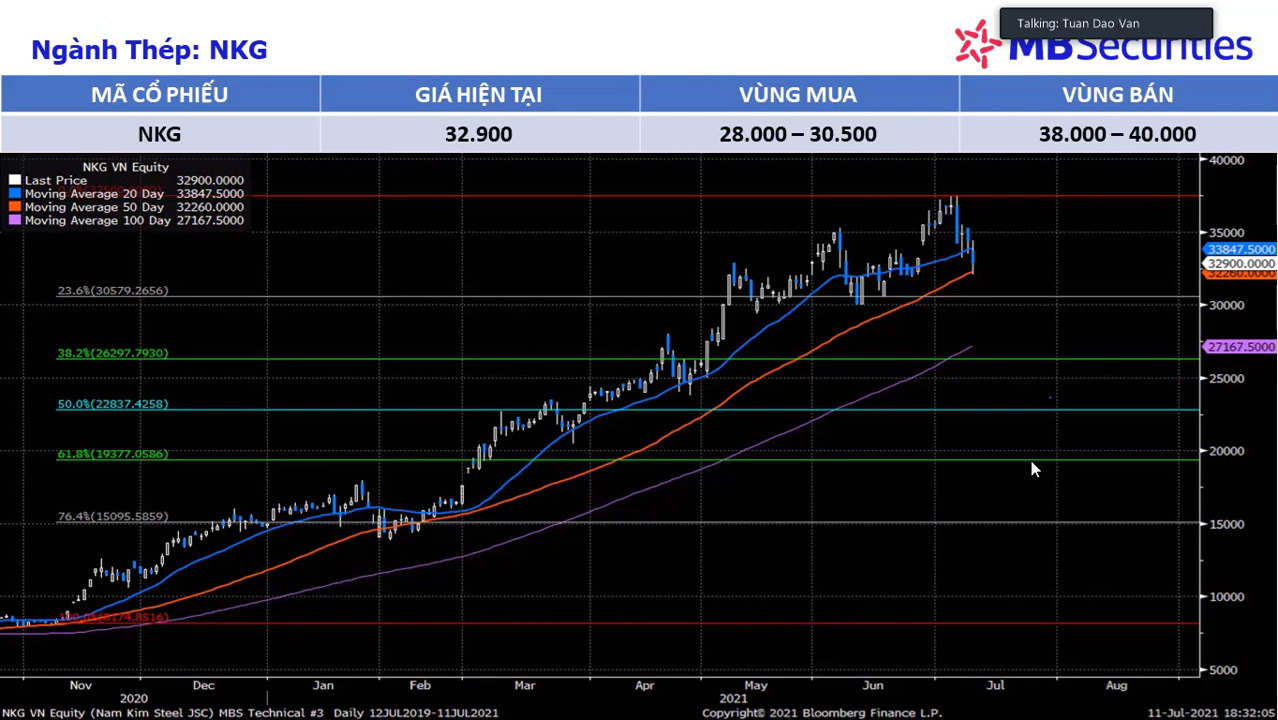 Talking: Tuan Dao Van
Ngành Thép: NKG
MBSecurities
MÃ CỔ PHIẾU GIÁ HIỆN TẠI VÙNG MUA VÙNG BÁN
NKG 32.900 28.000 – 30.500 38.000 – 40.000
NKG VN Equity
Last Price 32900.0000
Moving Average 20 Day 33847.5000
Moving Average 50 Day 32260.0000
Moving Average 100 Day 27167.5000
40000
35000
33847.5000
32900.0000
23.6%(30579.2656)
30000
38.2%(26297.7930)
27167.5000
25000
50.0%(22837.4258)
61.8%(19377.0586)
20000
76.4%(15095.5859)
15000
10000
5000
Nov Dec Jan Feb Mar Apr May Jun Jul Aug
2020 2021
NKG VN Equity (Nam Kim Steel JSC) MBS Technical #3 Daily 12JUL2019-11JUL2021 Copyright© 2021 Bloomberg Finance L.P. 11-Jul-2021 18:32:05